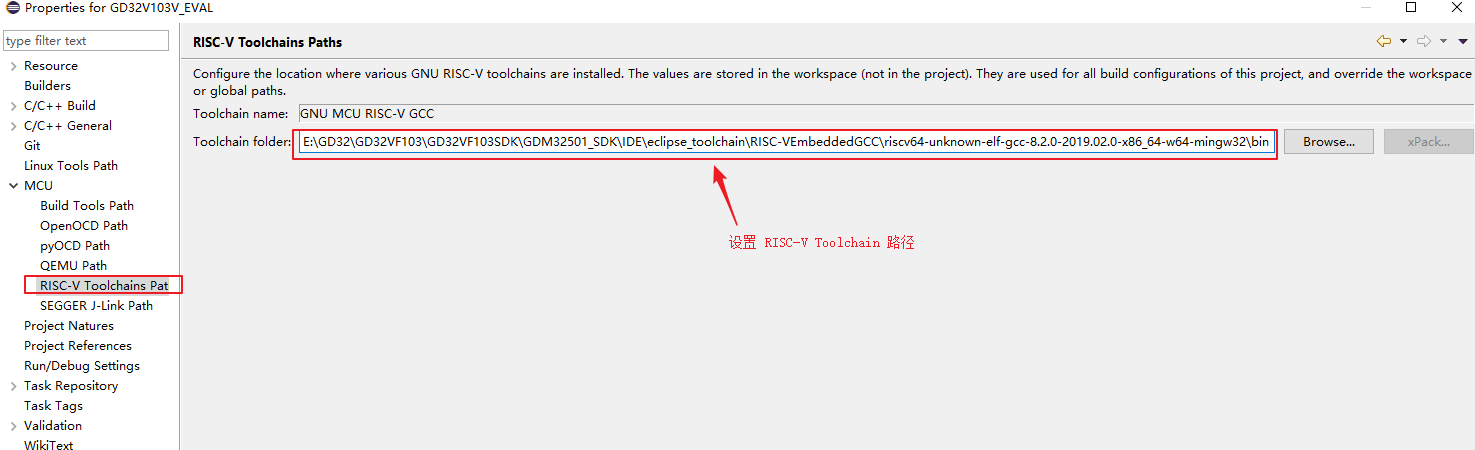 Properties for GD32V103V_EVAL
type filter text
Resource
Builders
C/C++ Build
C/C++ General
Git
Linux Tools Path
MCU
Build Tools Path
OpenOCD Path
pyOCD Path
QEMU Path
RISC-V Toolchains Pat
SEGGER J-Link Path
Project Natures
Project References
Run/Debug Settings
Task Repository
Task Tags
Validation
WikiText
RISC-V Toolchains Paths
Configure the location where various GNU RISC-V toolchains are installed. The values are stored in the workspace (not in the project). They are used for all build configurations of this project, and override the workspace
or global paths.
Toolchain name: GNU MCU RISC-V GCC
Toolchain folder: E:\GD32\GD32VF103\GD32VF103SDK\GDM32501_SDK\IDE\eclipse_toolchain\RISC-VEmbeddedGCC\riscv64-unknown-elf-gcc-8.2.0-2019.02.0-x86_64-w64-mingw32\bin Browse... xPack...
设置 RISC-V Toolchain 路径